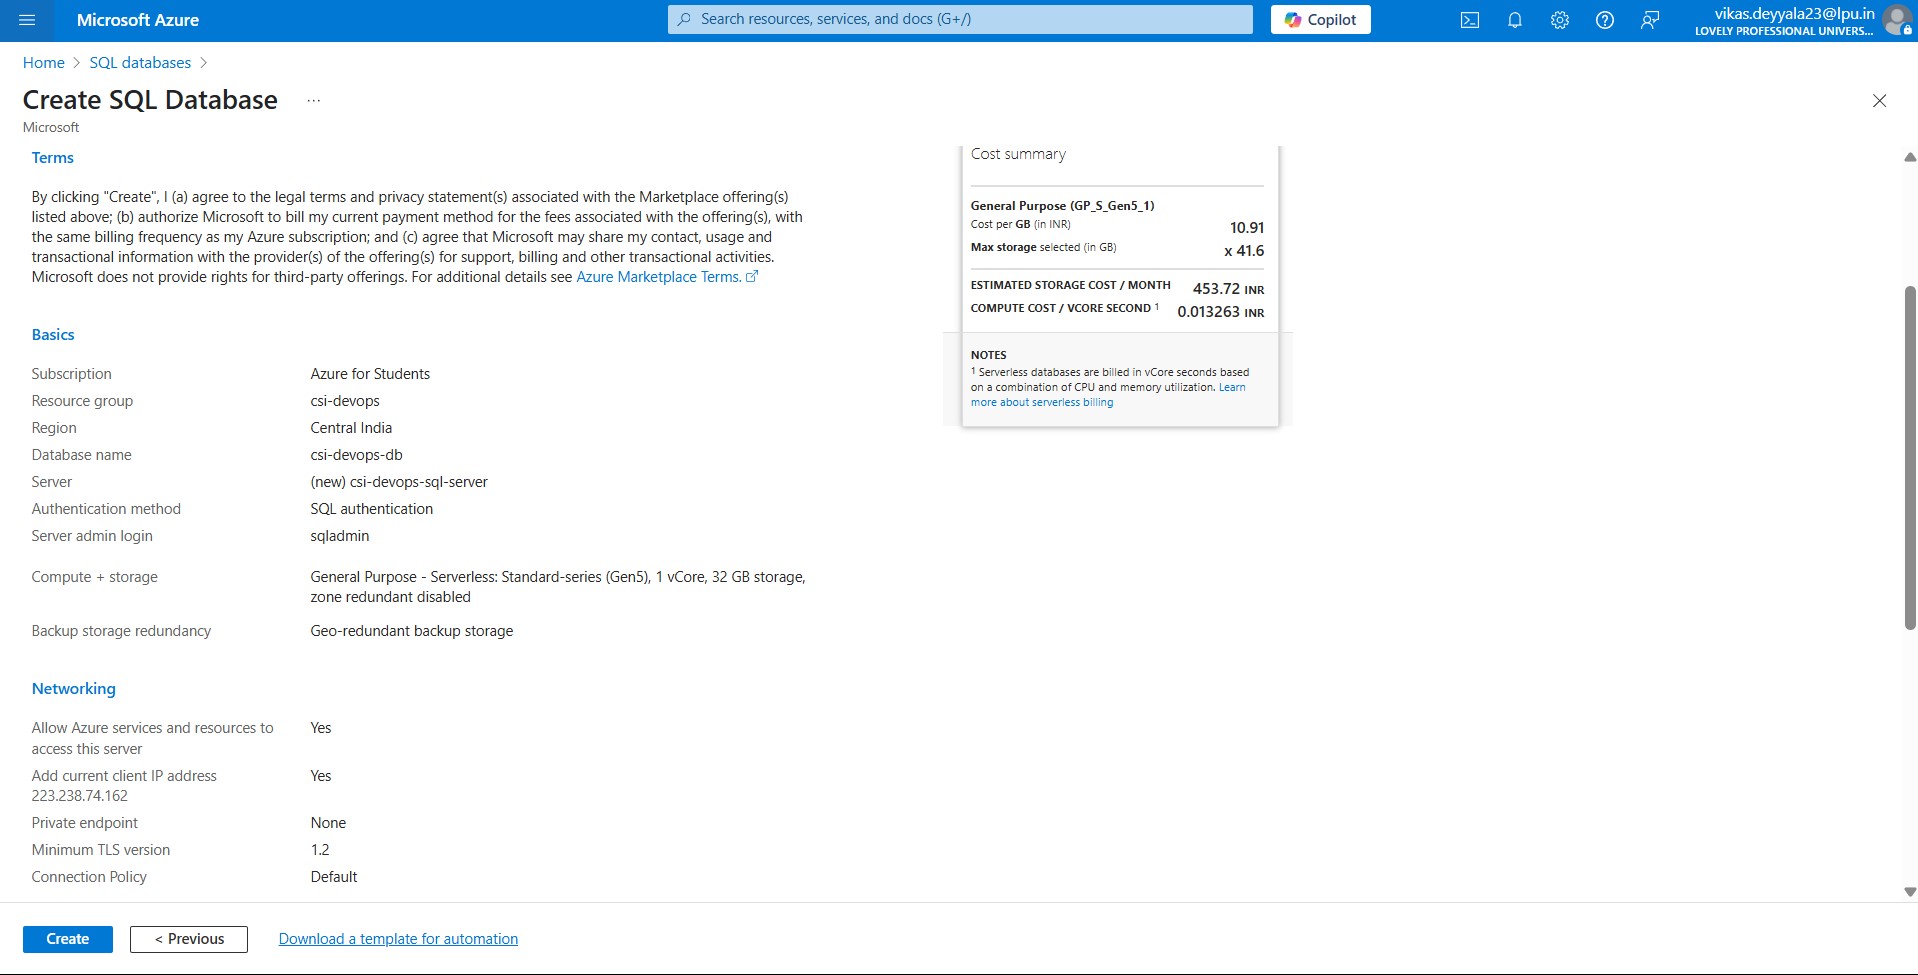 Microsoft Azure
Search resources, services, and docs (G+/)
Copilot
vikas.deyyala23@lpu.in
LOVELY PROFESSIONAL UNIVERS...
Home > SQL databases >
Create SQL Database ...
Microsoft
Terms
By clicking "Create", I (a) agree to the legal terms and privacy statement(s) associated with the Marketplace offering(s)
listed above; (b) authorize Microsoft to bill my current payment method for the fees associated with the offering(s), with
the same billing frequency as my Azure subscription; and (c) agree that Microsoft may share my contact, usage and
transactional information with the provider(s) of the offering(s) for support, billing and other transactional activities.
Microsoft does not provide rights for third-party offerings. For additional details see Azure Marketplace Terms.
Basics
Subscription Azure for Students
Resource group csi-devops
Region Central India
Database name csi-devops-db
Server (new) csi-devops-sql-server
Authentication method SQL authentication
Server admin login sqladmin
Compute + storage General Purpose - Serverless: Standard-series (Gen5), 1 vCore, 32 GB storage,
zone redundant disabled
Backup storage redundancy Geo-redundant backup storage
Networking
Allow Azure services and resources to Yes
access this server
Add current client IP address Yes
223.238.74.162
Private endpoint None
Minimum TLS version 1.2
Connection Policy Default
Cost summary
General Purpose (GP_S_Gen5_1)
Cost per GB (in INR) 10.91
Max storage selected (in GB) x 41.6
ESTIMATED STORAGE COST / MONTH 453.72 INR
COMPUTE COST / VCORE SECOND 1 0.013263 INR
NOTES
1 Serverless databases are billed in vCore seconds based
on a combination of CPU and memory utilization. Learn
more about serverless billing
Create
< Previous
Download a template for automation